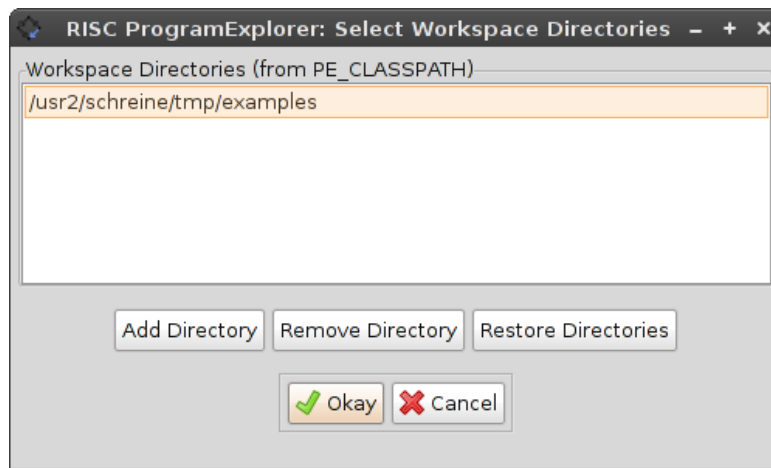 RISC ProgramExplorer: Select Workspace Directories
Workspace Directories (from PE_CLASSPATH)
/usr2/schreine/tmp/examples
Add Directory Remove Directory Restore Directories
Okay Cancel